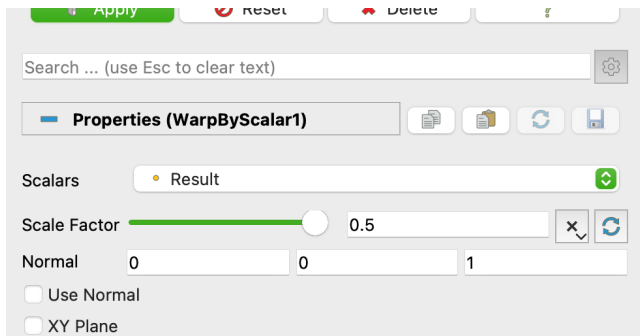 Apply Reset Delete ?
Search ... (use Esc to clear text)
Properties (WarpByScalar1)
Scalars Result
Scale Factor 0.5
Normal 0 0 1
Use Normal
XY Plane